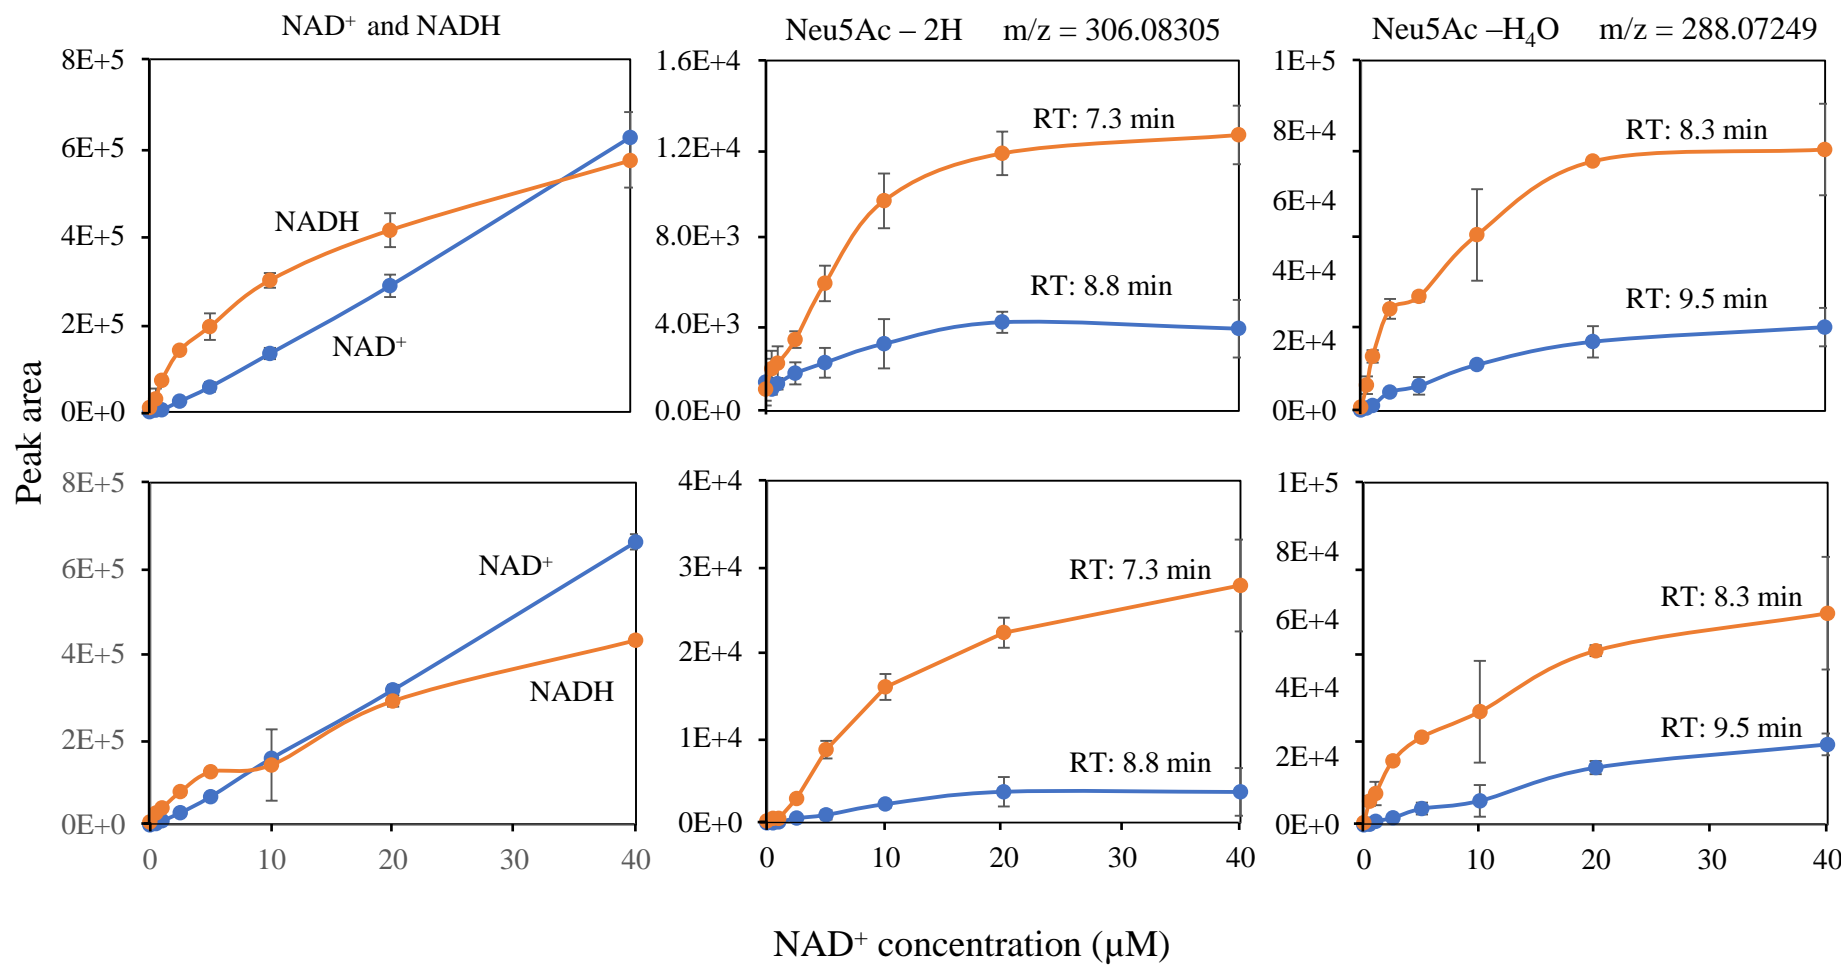 NAD⁺ and NADH
Neu5Ac – 2H m/z = 306.08305
Neu5Ac –H₄O m/z = 288.07249
8E+5
6E+5
4E+5
2E+5
0E+0
NADH
NAD⁺
1.6E+4
1.2E+4
8.0E+3
4.0E+3
0.0E+0
RT: 7.3 min
RT: 8.8 min
1E+5
8E+4
6E+4
4E+4
2E+4
0E+0
RT: 8.3 min
RT: 9.5 min
Peak area
8E+5
6E+5
4E+5
2E+5
0E+0
NAD⁺
NADH
0 10 20 30 40
4E+4
3E+4
2E+4
1E+4
0E+0
RT: 7.3 min
RT: 8.8 min
0 10 20 30 40
1E+5
8E+4
6E+4
4E+4
2E+4
0E+0
RT: 8.3 min
RT: 9.5 min
0 10 20 30 40
NAD⁺ concentration (μM)